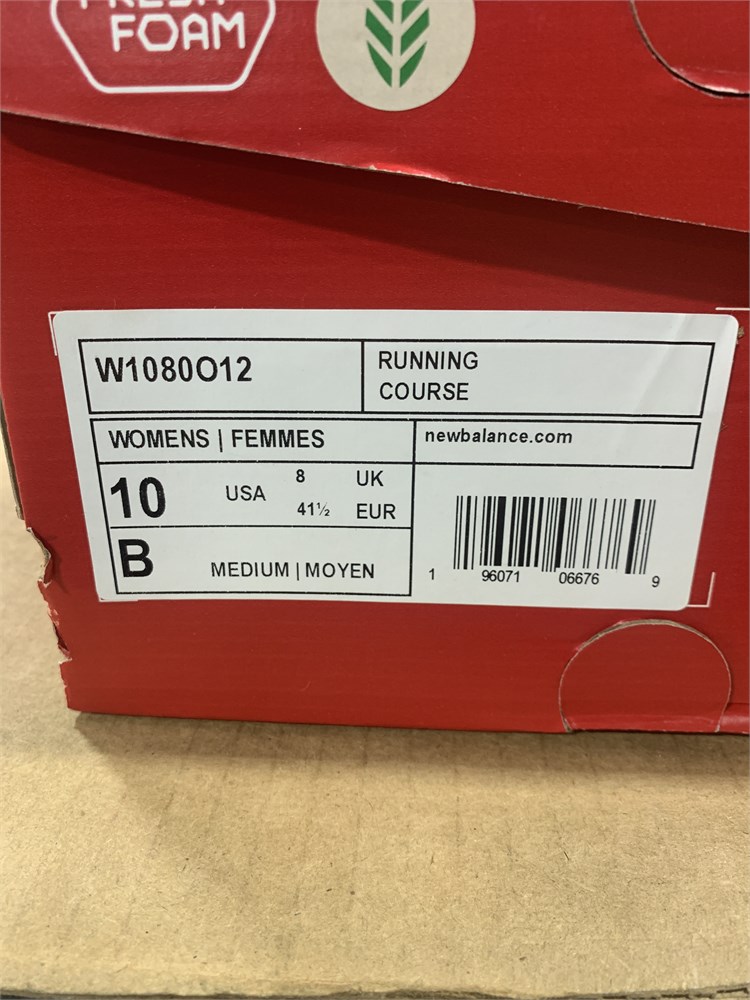 FRESH
FOAM
W1080O12
RUNNING
COURSE
WOMENS | FEMMES
newbalance.com
10 USA 8 UK
41½ EUR
B MEDIUM | MOYEN
1 96071 06676 9